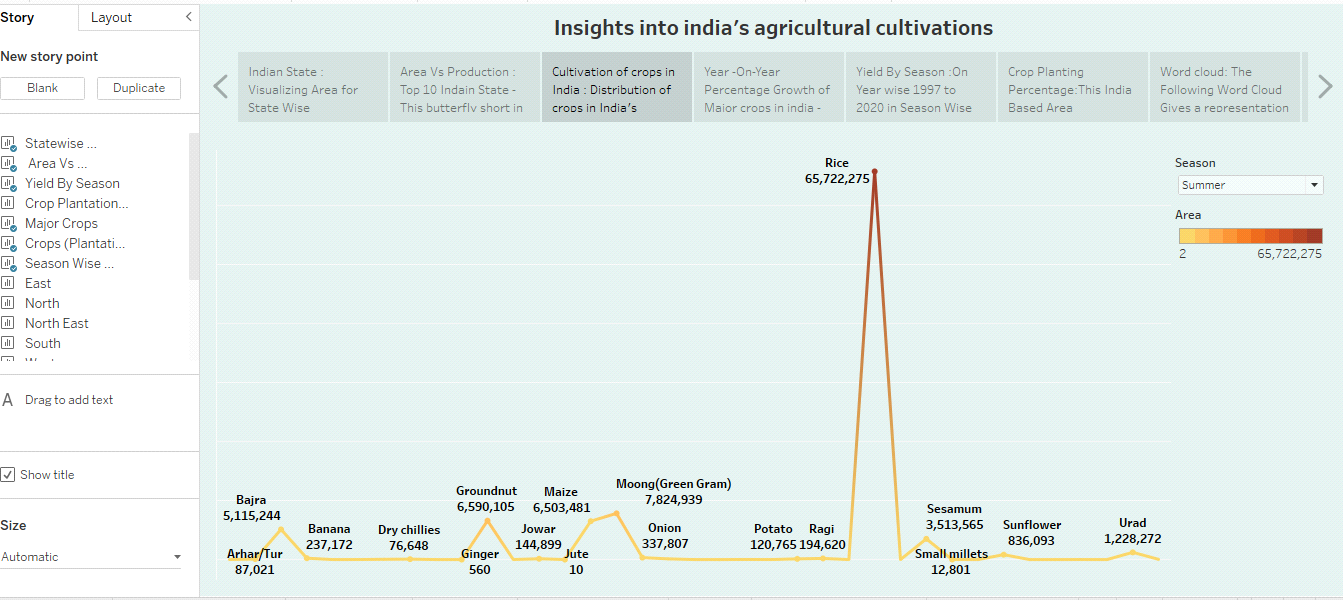 Story
Layout
New story point
Blank
Duplicate
Statewise ...
Area Vs ...
Yield By Season
Crop Plantation...
Major Crops
Crops (Plantati...
Season Wise ...
East
North
North East
South
A Drag to add text
Show title
Size
Automatic
Insights into india's agricultural cultivations
Indian State :
Visualizing Area for
State Wise
Area Vs Production :
Top 10 Indain State -
This butterfly short in
Cultivation of crops in
India : Distribution of
crops in India's
Year -On-Year
Percentage Growth of
Major crops in india -
Yield By Season :On
Year wise 1997 to
2020 in Season Wise
Crop Planting
Percentage:This India
Based Area
Word cloud: The
Following Word Cloud
Gives a representation
Season
Summer
Area
2 65,722,275
Rice
65,722,275
Bajra
5,115,244
Arhar/Tur
87,021
Banana
237,172
Dry chillies
76,648
Groundnut
6,590,105
Ginger
560
Jowar
144,899
Maize
6,503,481
Jute
10
Moong(Green Gram)
7,824,939
Onion
337,807
Potato
120,765
Ragi
194,620
Sesamum
3,513,565
Small millets
12,801
Sunflower
836,093
Urad
1,228,272